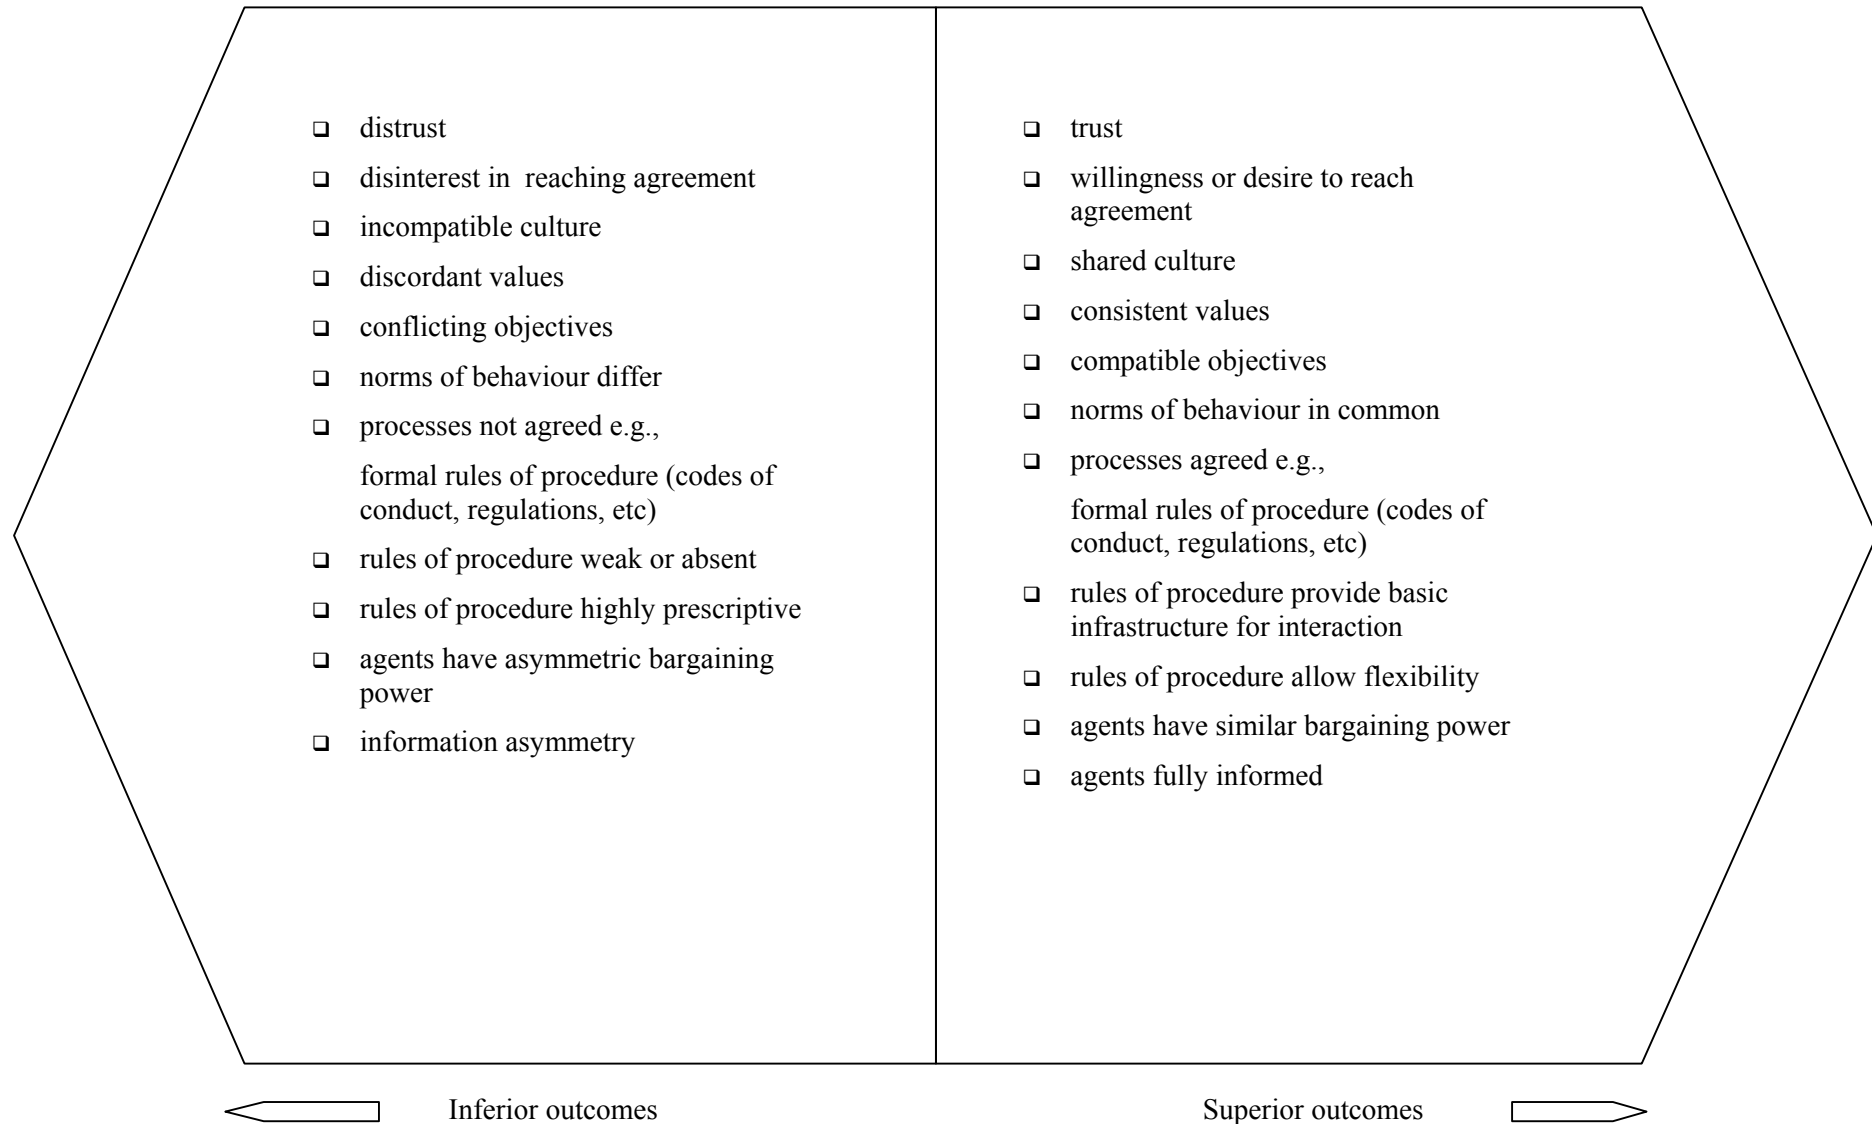 ❑ distrust
❑ disinterest in  reaching agreement
❑ incompatible culture
❑ discordant values
❑ conflicting objectives
❑ norms of behaviour differ
❑ processes not agreed e.g.,
formal rules of procedure (codes of
conduct, regulations, etc)
❑ rules of procedure weak or absent
❑ rules of procedure highly prescriptive
❑ agents have asymmetric bargaining
power
❑ information asymmetry
❑ trust
❑ willingness or desire to reach
agreement
❑ shared culture
❑ consistent values
❑ compatible objectives
❑ norms of behaviour in common
❑ processes agreed e.g.,
formal rules of procedure (codes of
conduct, regulations, etc)
❑ rules of procedure provide basic
infrastructure for interaction
❑ rules of procedure allow flexibility
❑ agents have similar bargaining power
❑ agents fully informed
Inferior outcomes
Superior outcomes